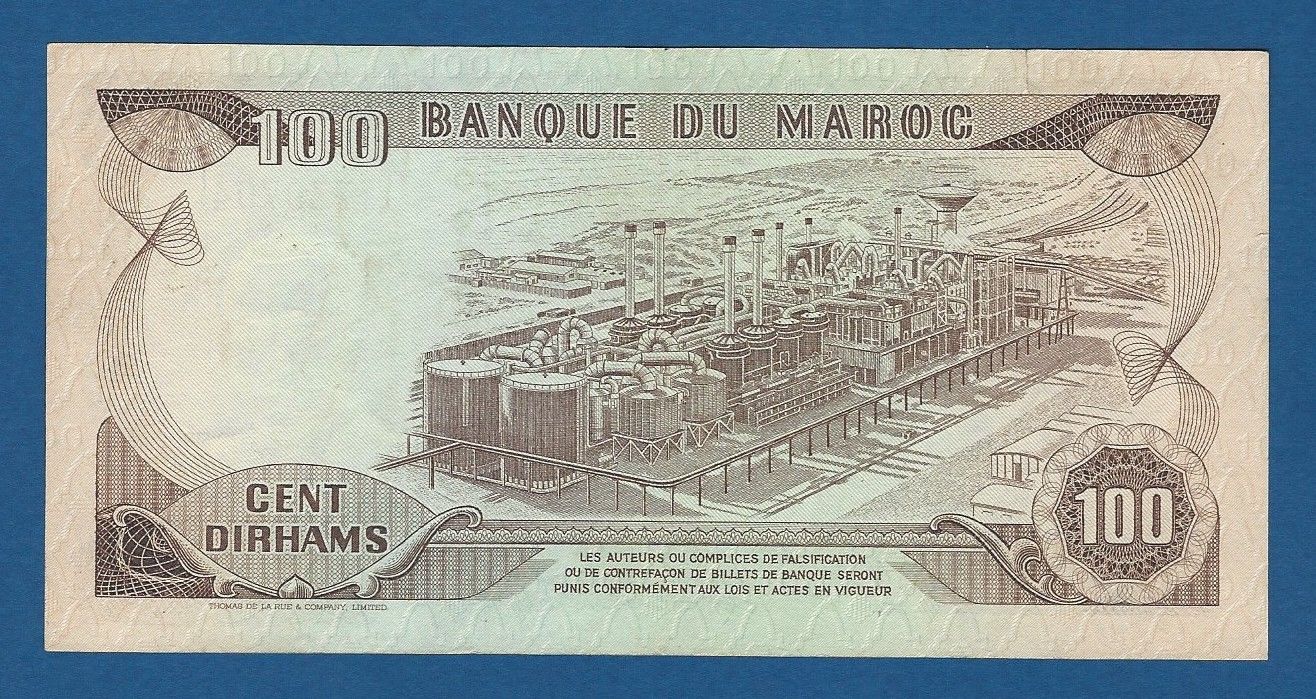 100 BANQUE DU MAROC
CENT
DIRHAMS
100
LES AUTEURS OU COMPLICES DE FALSIFICATION
OU DE CONTREFAÇON DE BILLETS DE BANQUE SERONT
PUNIS CONFORMÉMENT AUX LOIS ET ACTES EN VIGUEUR
THOMAS DE LA RUE & COMPANY, LIMITED.